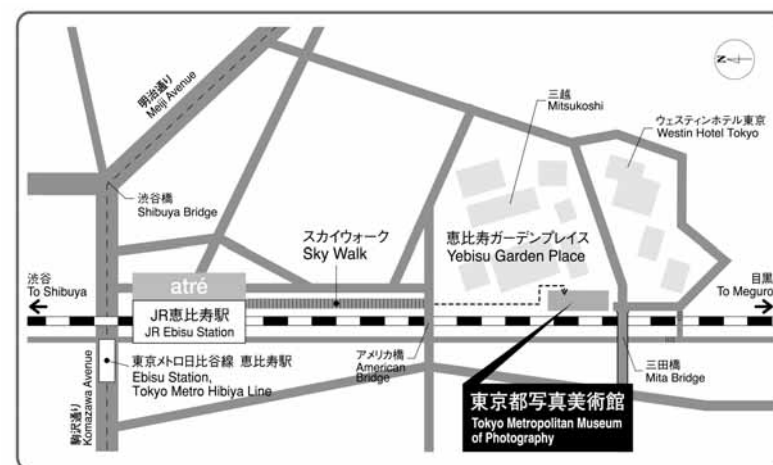 明治通り
Meiji Avenue
N
三越
Mitsukoshi
ウェスティンホテル東京
Westin Hotel Tokyo
渋谷橋
Shibuya Bridge
スカイウォーク
Sky Walk
恵比寿ガーデンプレイス
Yebisu Garden Place
渋谷
To Shibuya
目黒
To Meguro
atré
JR恵比寿駅
JR Ebisu Station
東京メトロ日比谷線 恵比寿駅
Ebisu Station,
Tokyo Metro Hibiya Line
駒沢通り
Komazawa Avenue
アメリカ橋
American
Bridge
三田橋
Mita Bridge
東京都写真美術館
Tokyo Metropolitan Museum
of Photography